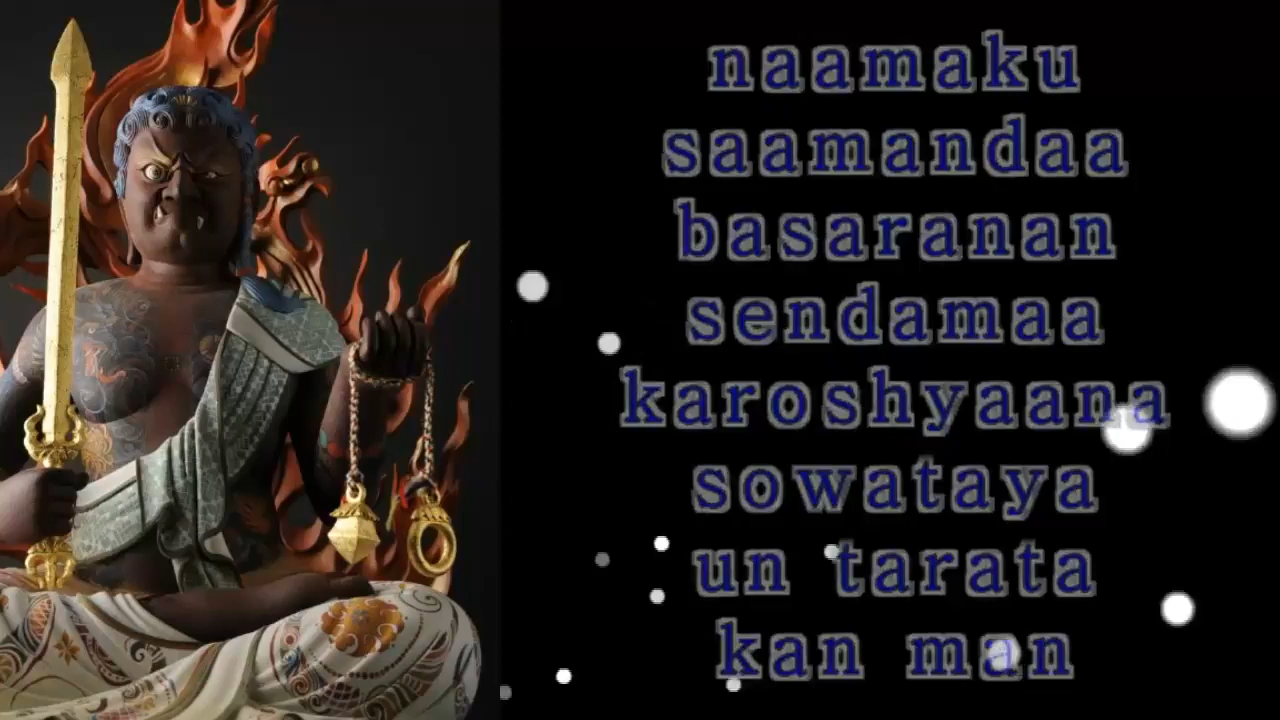 naamaku
saamandaa
basaranan
sendamaa
karoshyaana
sowataya
un tarata
kan man